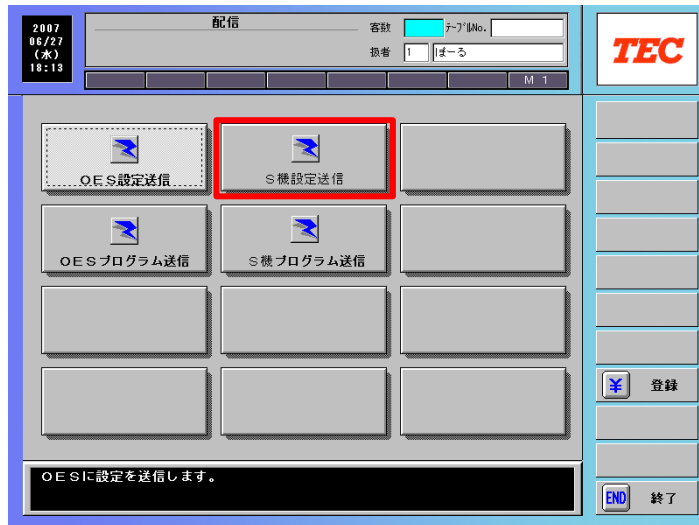 2007
06/27
(水)
18:13
配信
客数
ﾃｰﾌﾞﾙNo.
扱者 1 ぱーる
M 1
TEC
OES設定送信
S機設定送信
OESプログラム送信
S機プログラム送信
¥ 登録
OESに設定を送信します。
END 終了